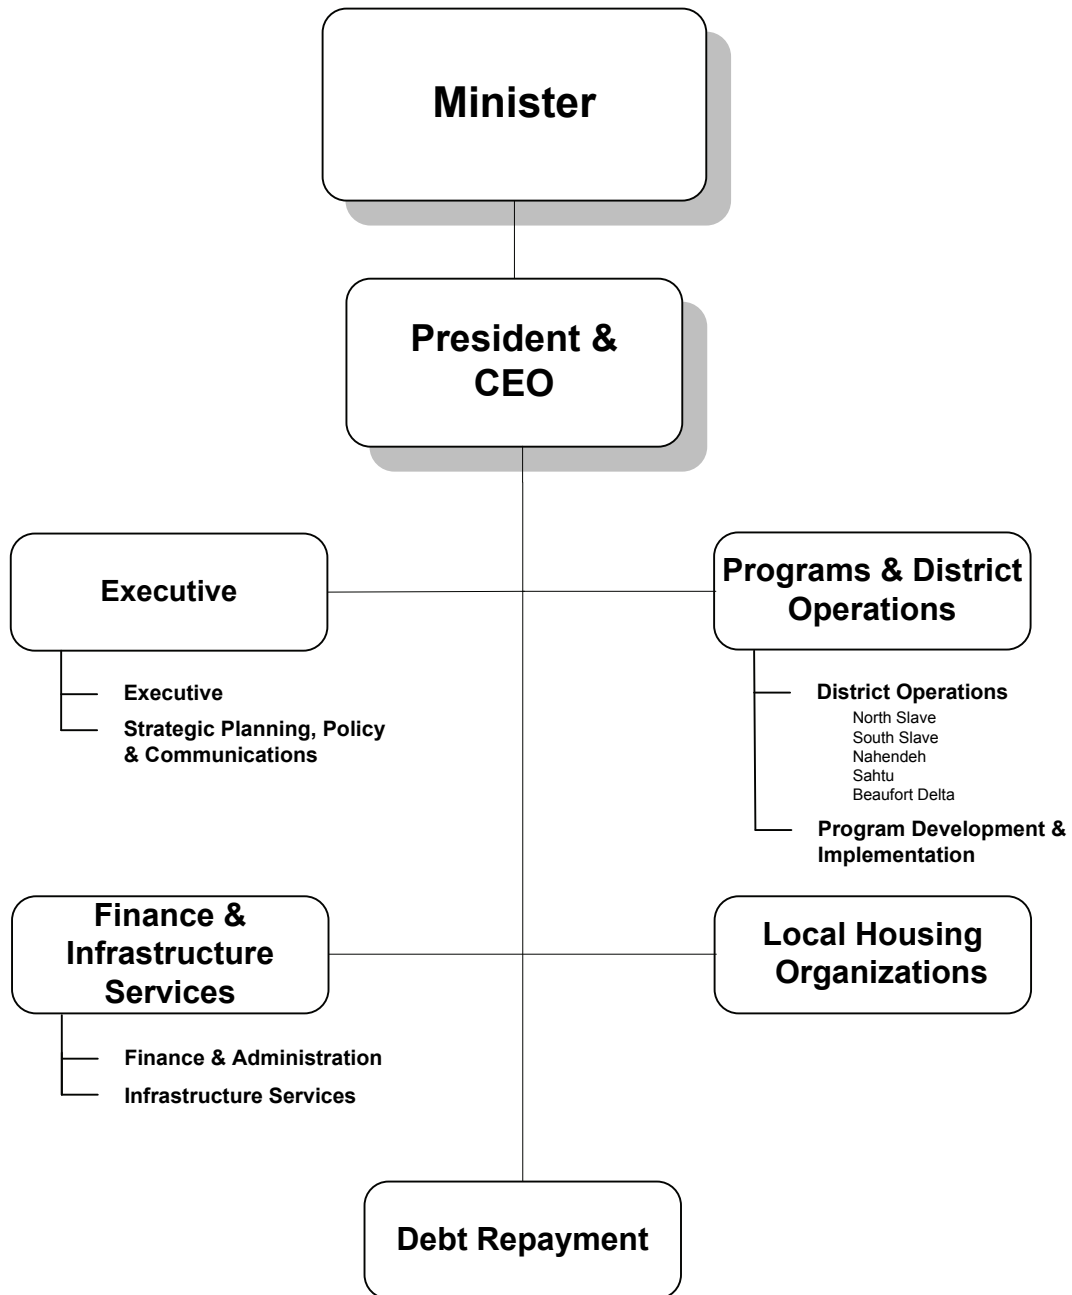 Minister
President &
CEO
Executive
Programs & District
Operations
Executive
Strategic Planning, Policy
& Communications
District Operations
North Slave
South Slave
Nahendeh
Sahtu
Beaufort Delta
Program Development &
Implementation
Finance &
Infrastructure
Services
Local Housing
Organizations
Finance & Administration
Infrastructure Services
Debt Repayment